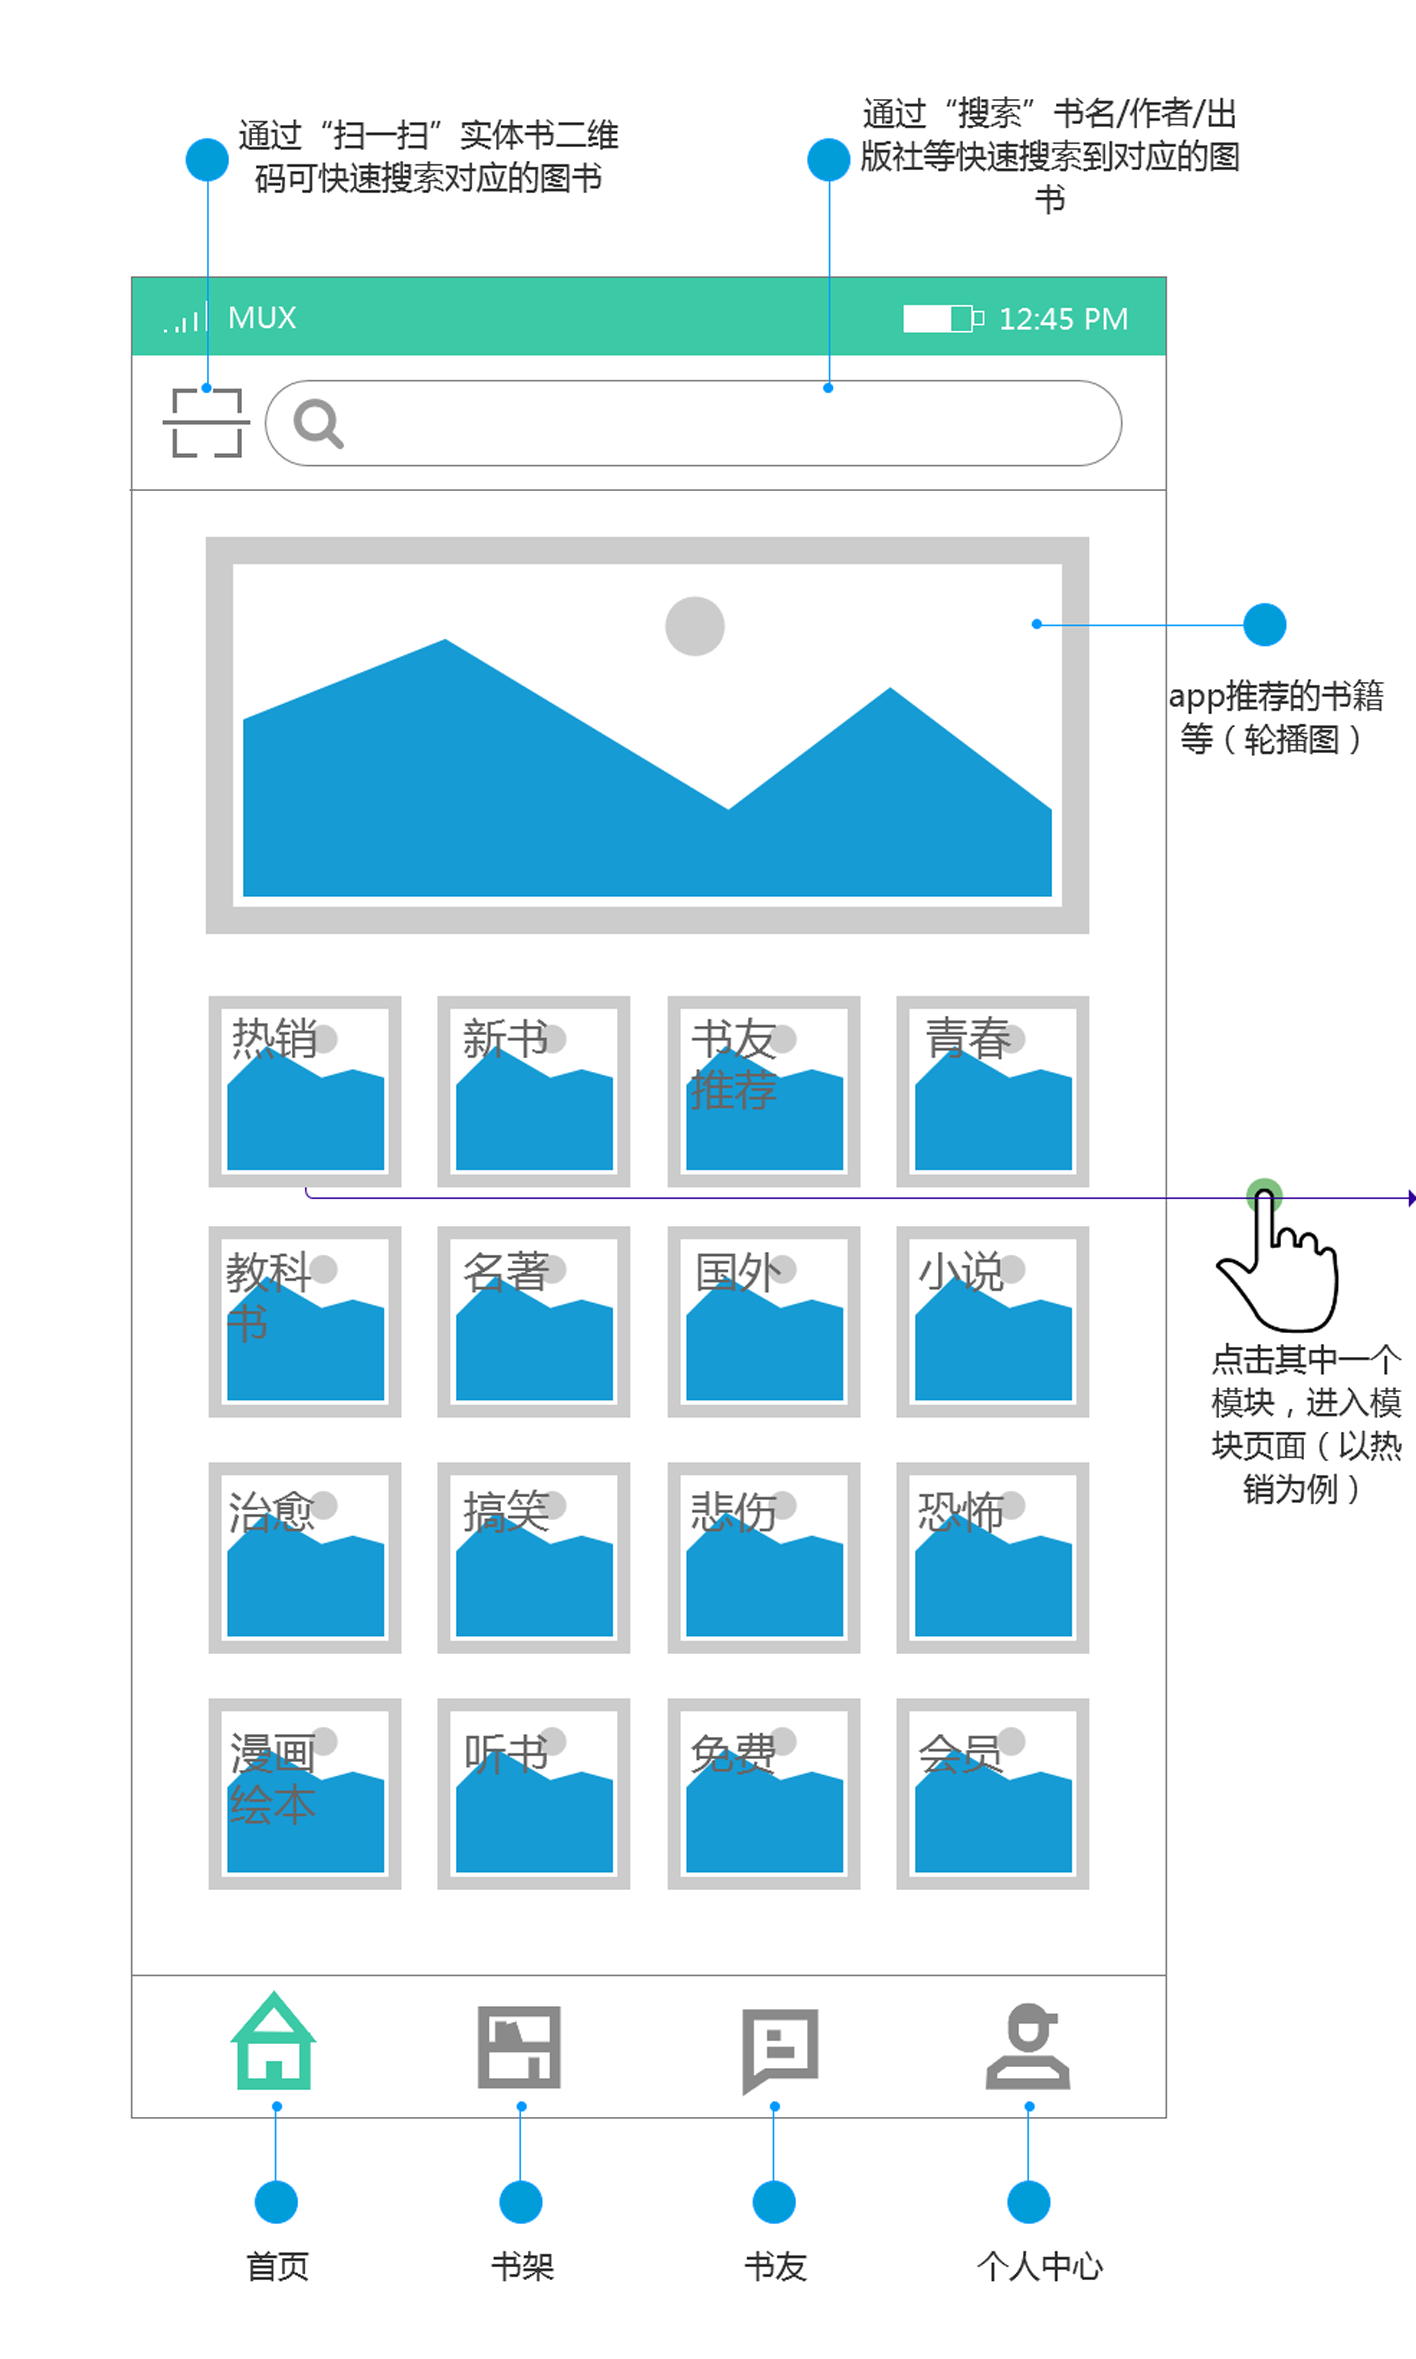 通过“扫一扫”实体书二维
码可快速搜索对应的图书
通过“搜索”书名/作者/出
版社等快速搜索到对应的图
书
MUX
12:45 PM
app推荐的书籍
等（轮播图）
热销
新书
书友
推荐
青春
教科
书
名著
国外
小说
点击其中一个
模块，进入模
块页面（以热
销为例）
治愈
搞笑
悲伤
恐怖
漫画
绘本
听书
免费
会员
首页
书架
书友
个人中心